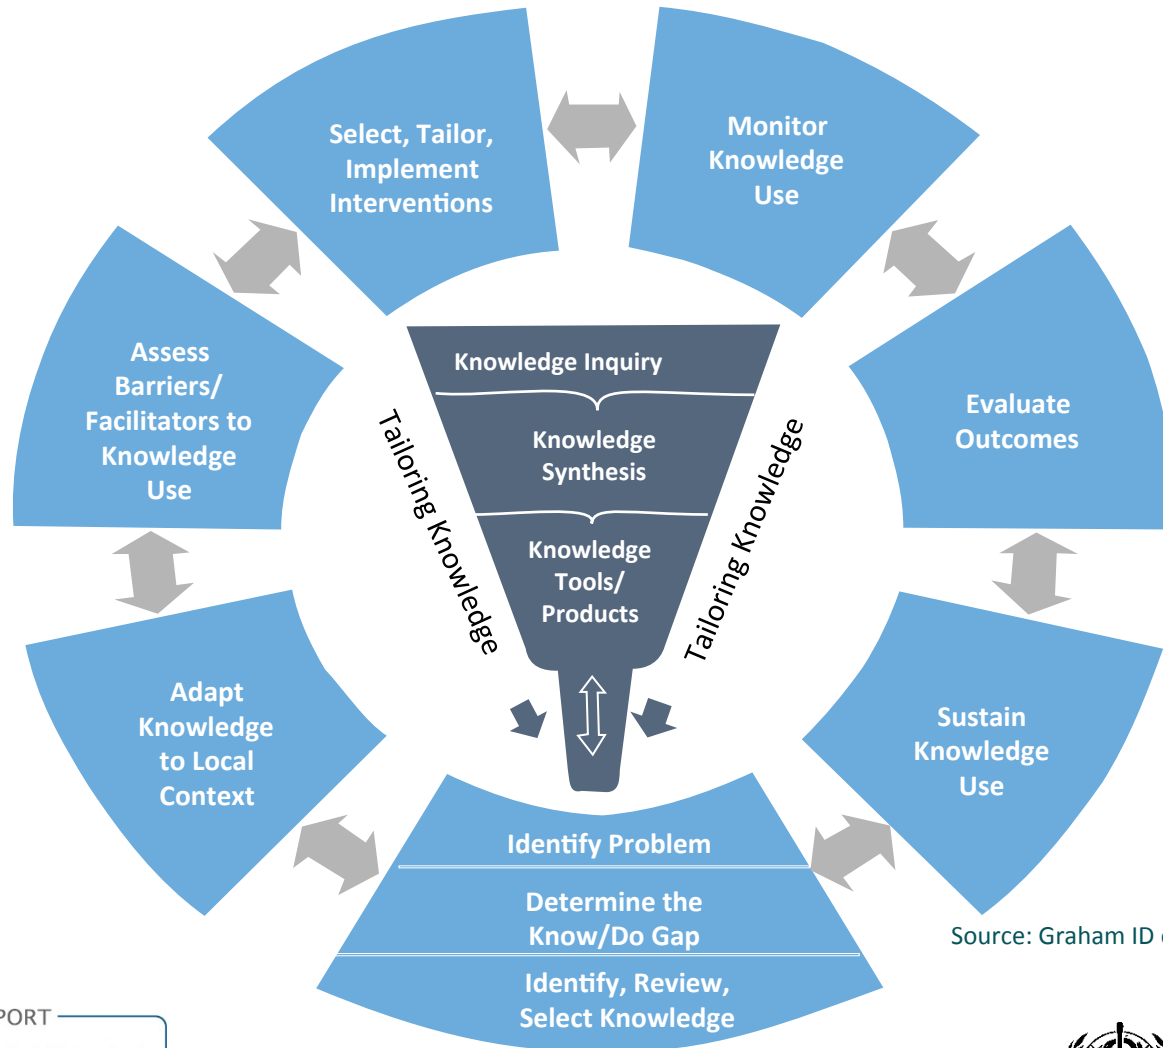 Select, Tailor,
Implement
Interventions
Monitor
Knowledge
Use
Assess
Barriers/
Facilitators to
Knowledge
Use
Evaluate
Outcomes
Knowledge Inquiry
Knowledge
Synthesis
Knowledge
Tools/
Products
Tailoring Knowledge
Tailoring Knowledge
Adapt
Knowledge
to Local
Context
Sustain
Knowledge
Use
Identify Problem
Determine the
Know/Do Gap
Identify, Review,
Select Knowledge
Source: Graham ID
PORT